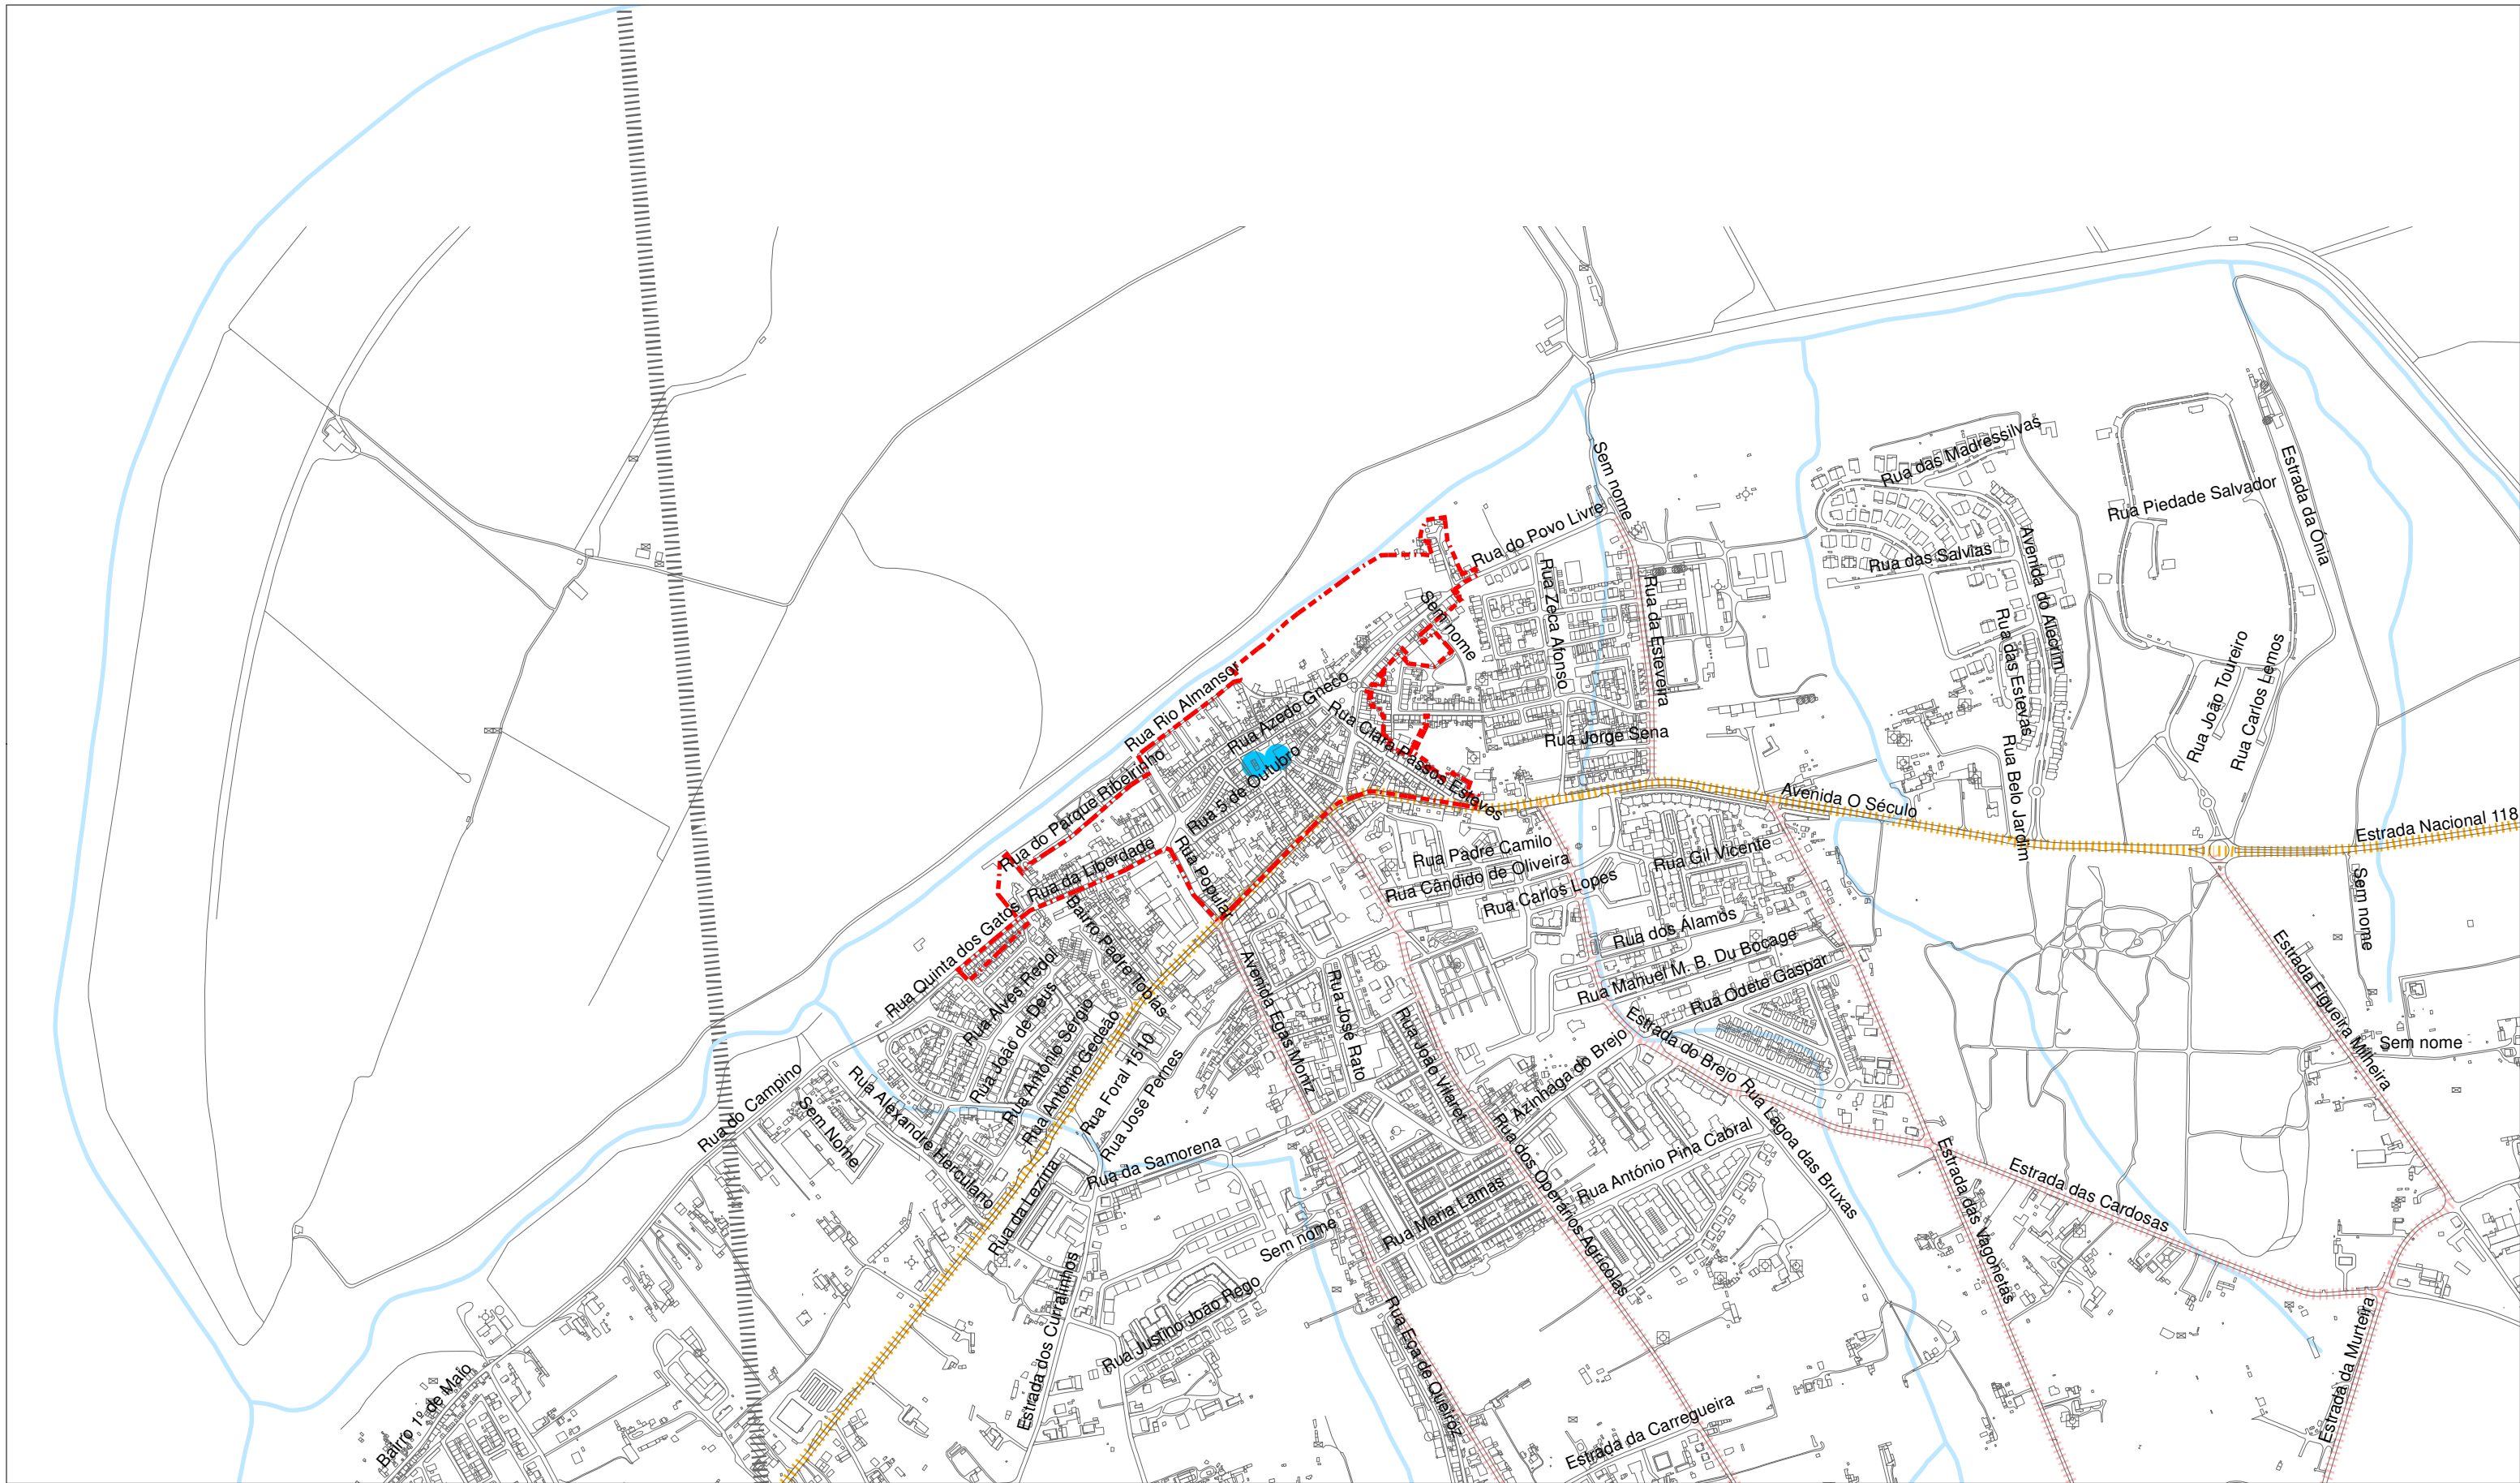 Rua das Madressilvas
Sem nome
Rua Piedade Salvador
Estrada da Ónia
Rua do Povo Livre
Rua das Salvias
Avenida do Alecrim
Rua Zeca Afonso
Rua da Esteveira
Sem nome
Rua das Estevas
Rua João Toureiro
Rua Carlos Lemos
Rua Rio Almansor
Rua Azedo Gneco
Rua Clara Passos Esteves
Rua Jorge Sena
Rua Belo Jardim
Rua do Parque Ribeirinho
Rua 5 de Outubro
Avenida O Século
Estrada Nacional 118
Rua da Liberdade
Rua Popular
Rua Padre Camilo
Rua Gil Vicente
Rua Cândido de Oliveira
Rua Carlos Lopes
Sem nome
Rua Quinta dos Gatos
Bairro Padre Tobias
Rua dos Álamos
Rua Manuel M. B. Du Bocage
Rua Odete Gaspar
Estrada Figueira Milheira
Rua Alves Redol
Rua João de Deus
Rua António Sérgio
Rua António Gedeão
Avenida Egas Moniz
Rua José Rato
Rua João Vilaret
Estrada do Brejo
Azinhaga do Brejo
Sem nome
Rua Foral 1510
Rua José Pernes
Rua do Campino
Sem Nome
Rua Alexandre Herculano
Rua Lagoa das Bruxas
Rua da Samorena
Rua da Lezíria
Rua dos Operários Agrícolas
Rua António Pina Cabral
Rua Maria Lamas
Estrada das Vagonetas
Estrada das Cardosas
Sem nome
Estrada dos Curralinhos
Rua Justino João Rego
Rua Eça de Queiroz
Estrada da Murteira
Bairro 1º de Maio
Estrada da Carregueira